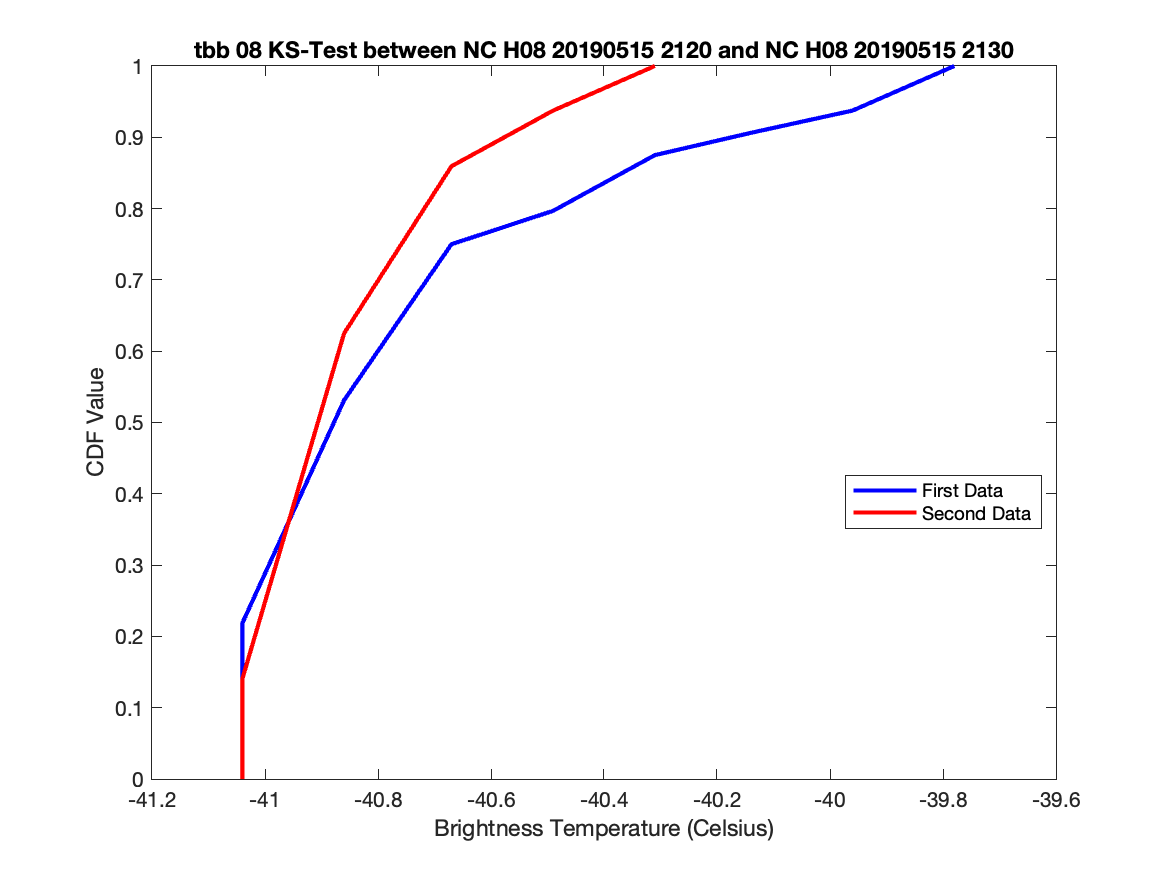 tbb 08 KS-Test between NC H08 20190515 2120 and NC H08 20190515 2130
1
0.9
0.8
0.7
0.6
0.5
0.4
0.3
0.2
0.1
0
CDF Value
First Data
Second Data
-41.2 -41 -40.8 -40.6 -40.4 -40.2 -40 -39.8 -39.6
Brightness Temperature (Celsius)